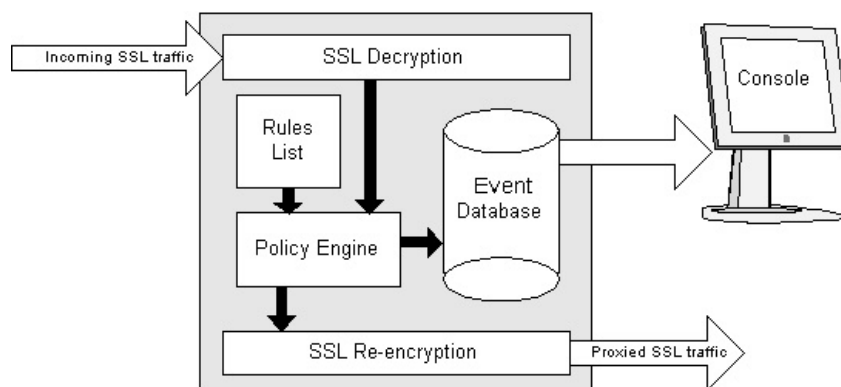 Incoming SSL traffic
SSL Decryption
Console
Rules
List
Event
Database
Policy Engine
SSL Re-encryption
Proxied SSL traffic